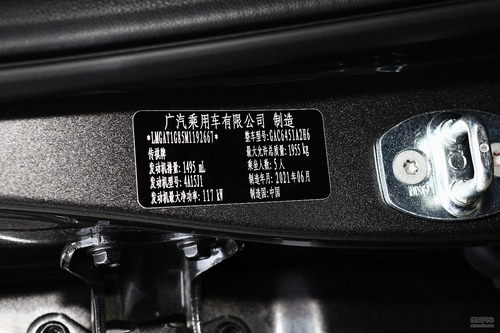 广汽乘用车有限公司 制造
*LMGAT1G85M1192667* 整车型号:GAC6451A2H6
传祺牌 最大允许总质量:1955 kg
发动机排量:1495 mL 乘坐人数:5人
发动机型号:4A15J1 制造年月:2021年06月
发动机最大净功率:117 kW 制造国:中国